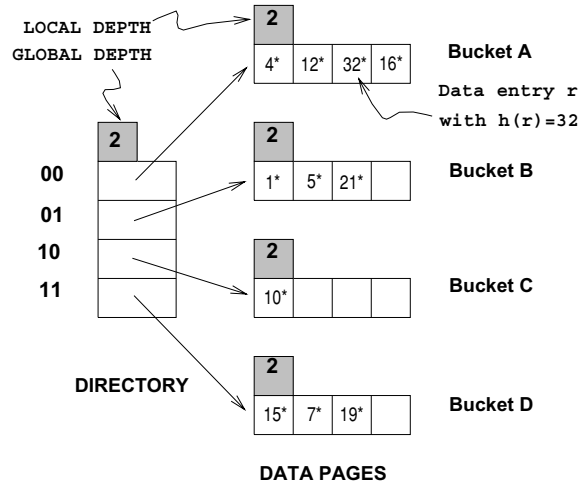 LOCAL DEPTH
GLOBAL DEPTH
2
00
01
10
11
DIRECTORY
2
4* 12* 32* 16*
Bucket A
Data entry r
with h(r)=32
2
1* 5* 21*
Bucket B
2
10*
Bucket C
2
15* 7* 19*
Bucket D
DATA PAGES